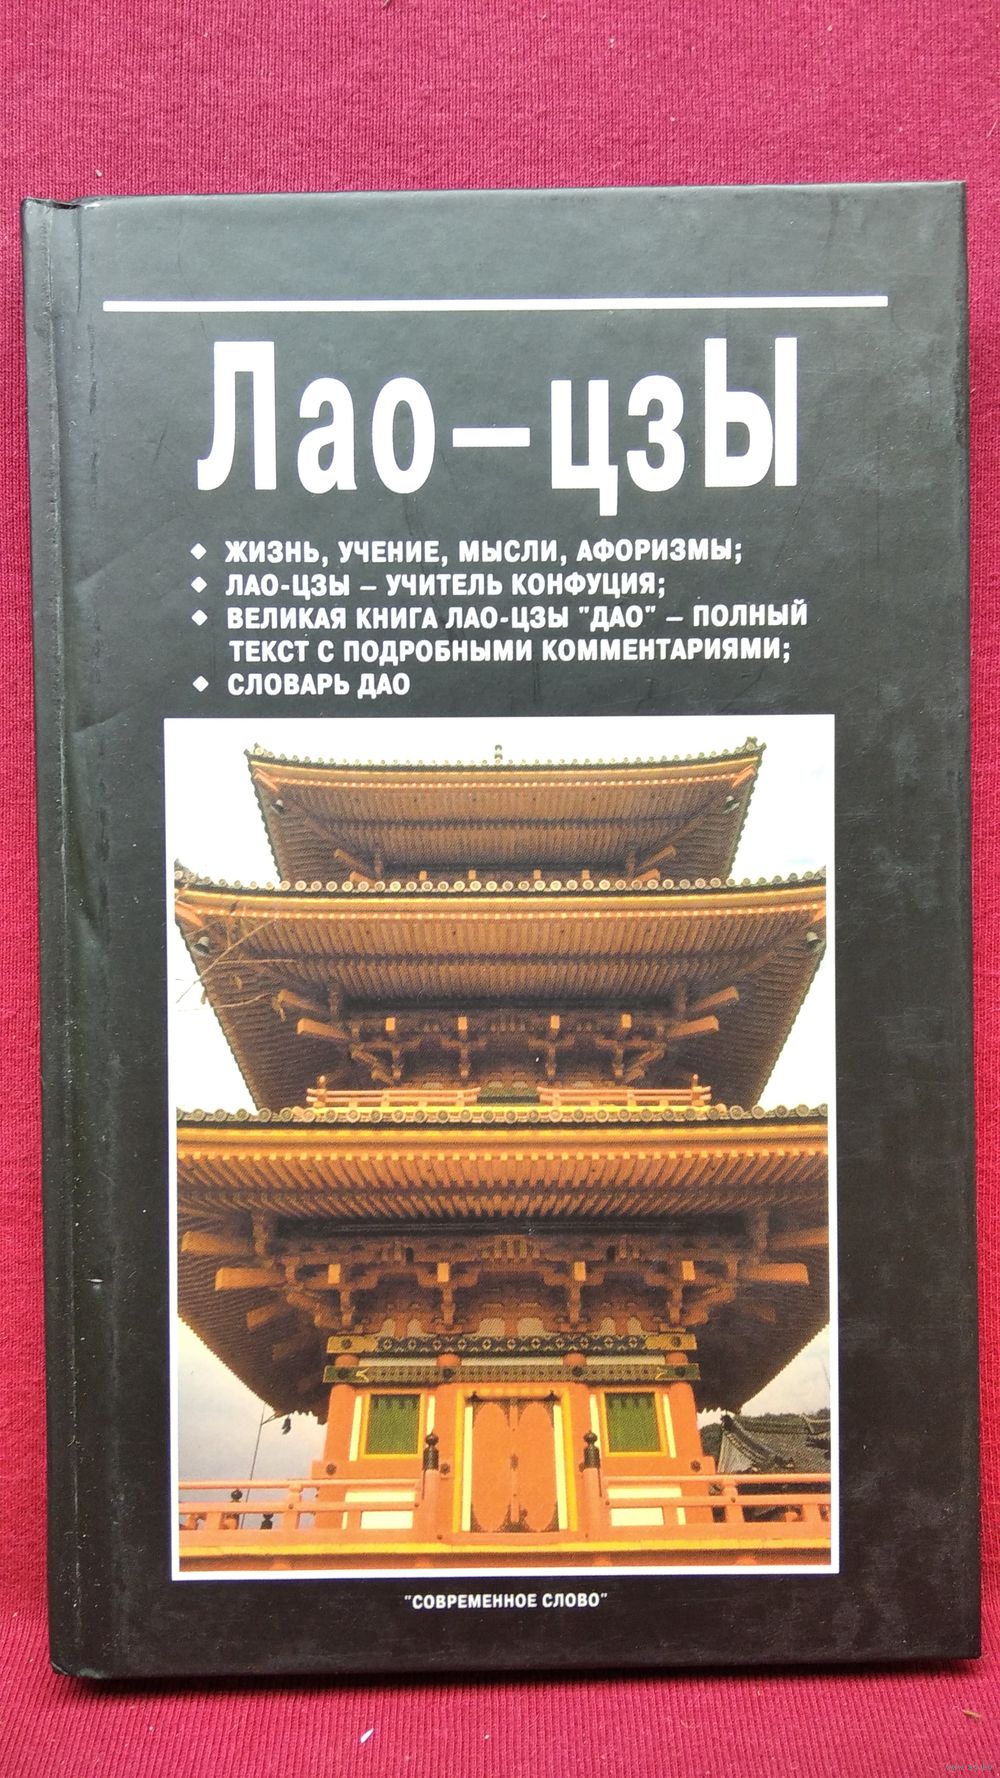 Лао–цзЫ
◆ ЖИЗНЬ, УЧЕНИЕ, МЫСЛИ, АФОРИЗМЫ;
◆ ЛАО-ЦЗЫ – УЧИТЕЛЬ КОНФУЦИЯ;
◆ ВЕЛИКАЯ КНИГА ЛАО-ЦЗЫ "ДАО" – ПОЛНЫЙ
ТЕКСТ С ПОДРОБНЫМИ КОММЕНТАРИЯМИ;
◆ СЛОВАРЬ ДАО
"СОВРЕМЕННОЕ СЛОВО"